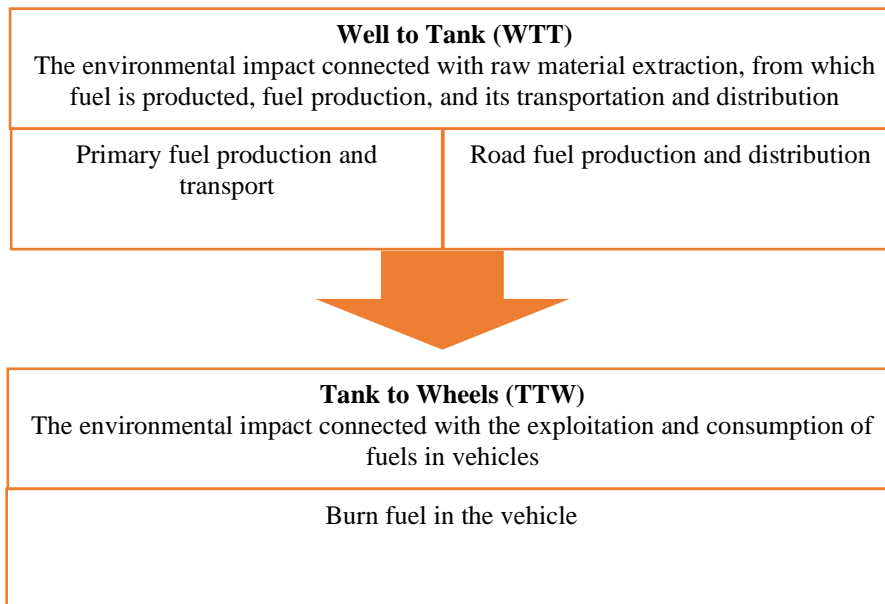 Well to Tank (WTT)
The environmental impact connected with raw material extraction, from which
fuel is producted, fuel production, and its transportation and distribution
Primary fuel production and
transport
Road fuel production and distribution
Tank to Wheels (TTW)
The environmental impact connected with the exploitation and consumption of
fuels in vehicles
Burn fuel in the vehicle